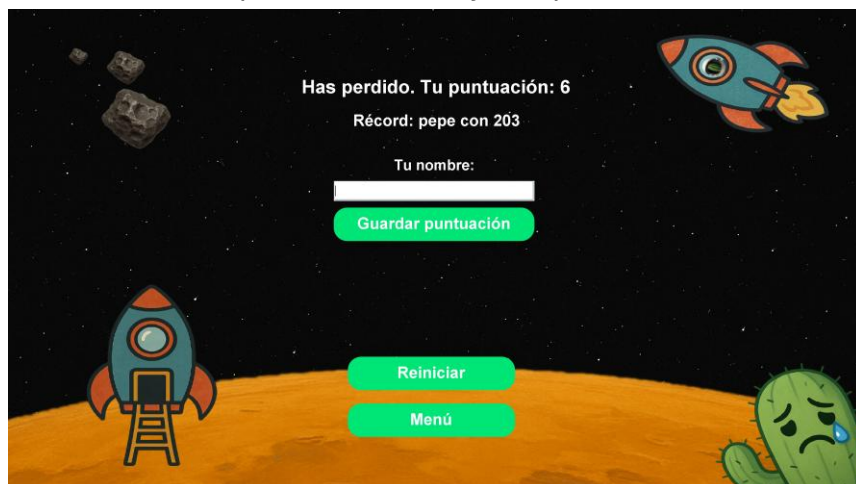 Has perdido. Tu puntuación: 6
Récord: pepe con 203
Tu nombre:
Guardar puntuación
Reiniciar
Menú